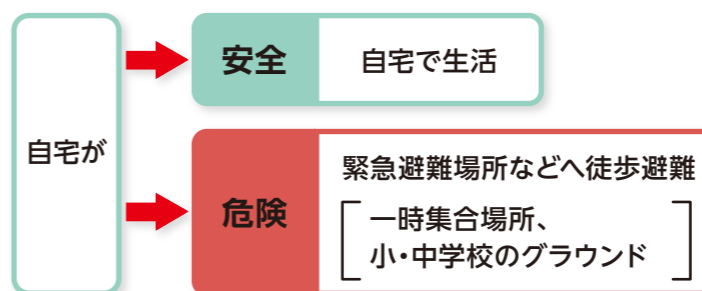 自宅が
安全
自宅で生活
危険
緊急避難場所などへ徒歩避難
一時集合場所、
小・中学校のグラウンド